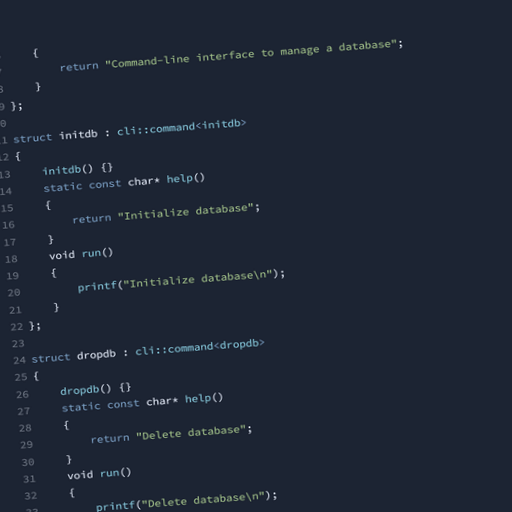 {
return "Command-line interface to manage a database";
}
9 };
11 struct initdb : cli::command<initdb>
12 {
13 initdb() {}
14 static const char* help()
15 {
16 return "Initialize database";
17 }
18 void run()
19 {
20 printf("Initialize database\n");
21 }
22 };
23
24 struct dropdb : cli::command<dropdb>
25 {
26 dropdb() {}
27 static const char* help()
28 {
29 return "Delete database";
30 }
31 void run()
32 {
printf("Delete database\n");